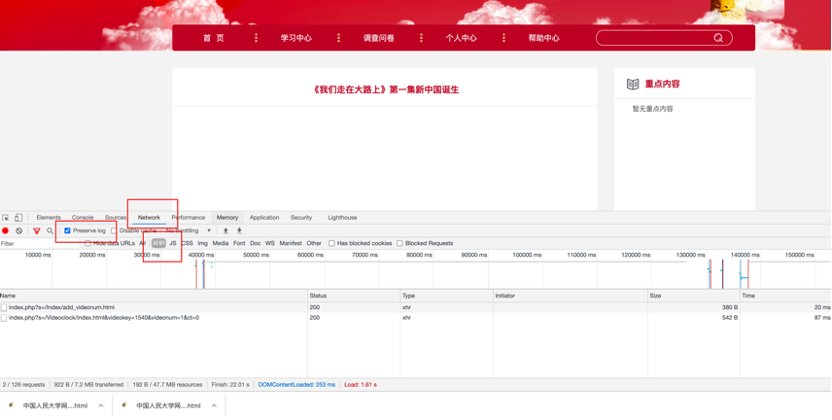 首 页 学习中心 调查问卷 个人中心 帮助中心
《我们走在大路上》第一集新中国诞生
重点内容
暂无重点内容
Elements Console Sources Network Performance Memory Application Security Lighthouse
Preserve log Disable cache No throttling
Filter Hide data URLs All XHR JS CSS Img Media Font Doc WS Manifest Other Has blocked cookies Blocked Requests
10000 ms 20000 ms 30000 ms 40000 ms 50000 ms 60000 ms 70000 ms 80000 ms 90000 ms 100000 ms 110000 ms 120000 ms 130000 ms 140000 ms 150000 ms
Name Status Type Initiator Size Time
index.php?s=/Index/add_videonum.html 200 xhr 380 B 20 ms
index.php?s=/Videoclock/index.html&videokey=1540&videonum=1&ct=0 200 xhr 542 B 87 ms
2 / 126 requests 922 B / 7.2 MB transferred 192 B / 47.7 MB resources Finish: 22.01 s DOMContentLoaded: 253 ms Load: 1.61 s
中国人民大学网....html 中国人民大学网....html